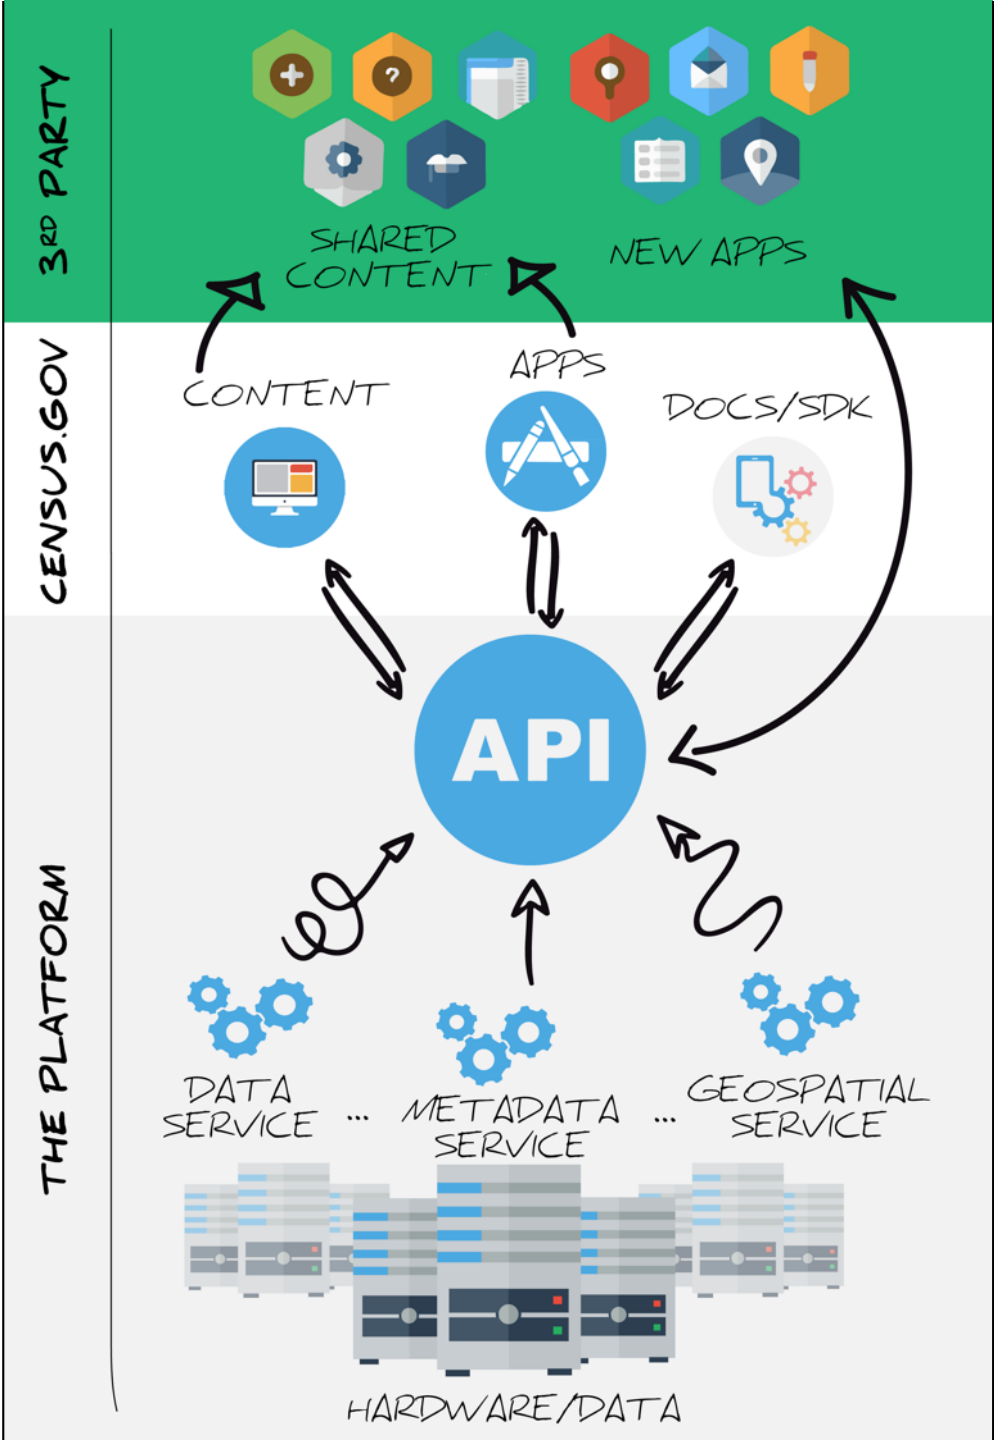 3RD PARTY
SHARED
CONTENT
NEW APPS
CENSUS.GOV
CONTENT
APPS
DOCS/SDK
THE PLATFORM
API
DATA
SERVICE
...
METADATA
SERVICE
...
GEOSPATIAL
SERVICE
HARDWARE/DATA